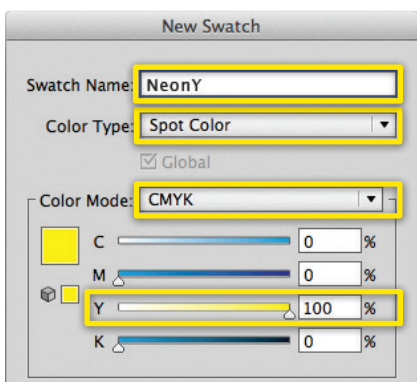 New Swatch
Swatch Name: NeonY
Color Type: Spot Color
Global
Color Mode: CMYK
C 0 %
M 0 %
Y 100 %
K 0 %